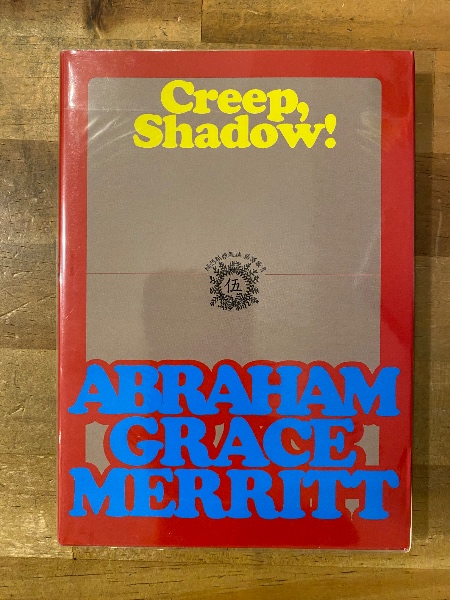 Creep,
Shadow!
伍
ABRAHAM
GRACE
MERRITT